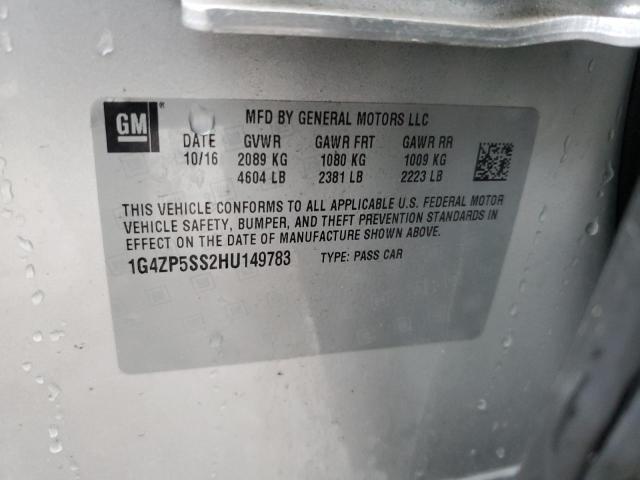 GM ®
MFD BY GENERAL MOTORS LLC
DATE GVWR GAWR FRT GAWR RR
10/16 2089 KG 1080 KG 1009 KG
4604 LB 2381 LB 2223 LB
THIS VEHICLE CONFORMS TO ALL APPLICABLE U.S. FEDERAL MOTOR
VEHICLE SAFETY, BUMPER, AND THEFT PREVENTION STANDARDS IN
EFFECT ON THE DATE OF MANUFACTURE SHOWN ABOVE.
1G4ZP5SS2HU149783 TYPE: PASS CAR